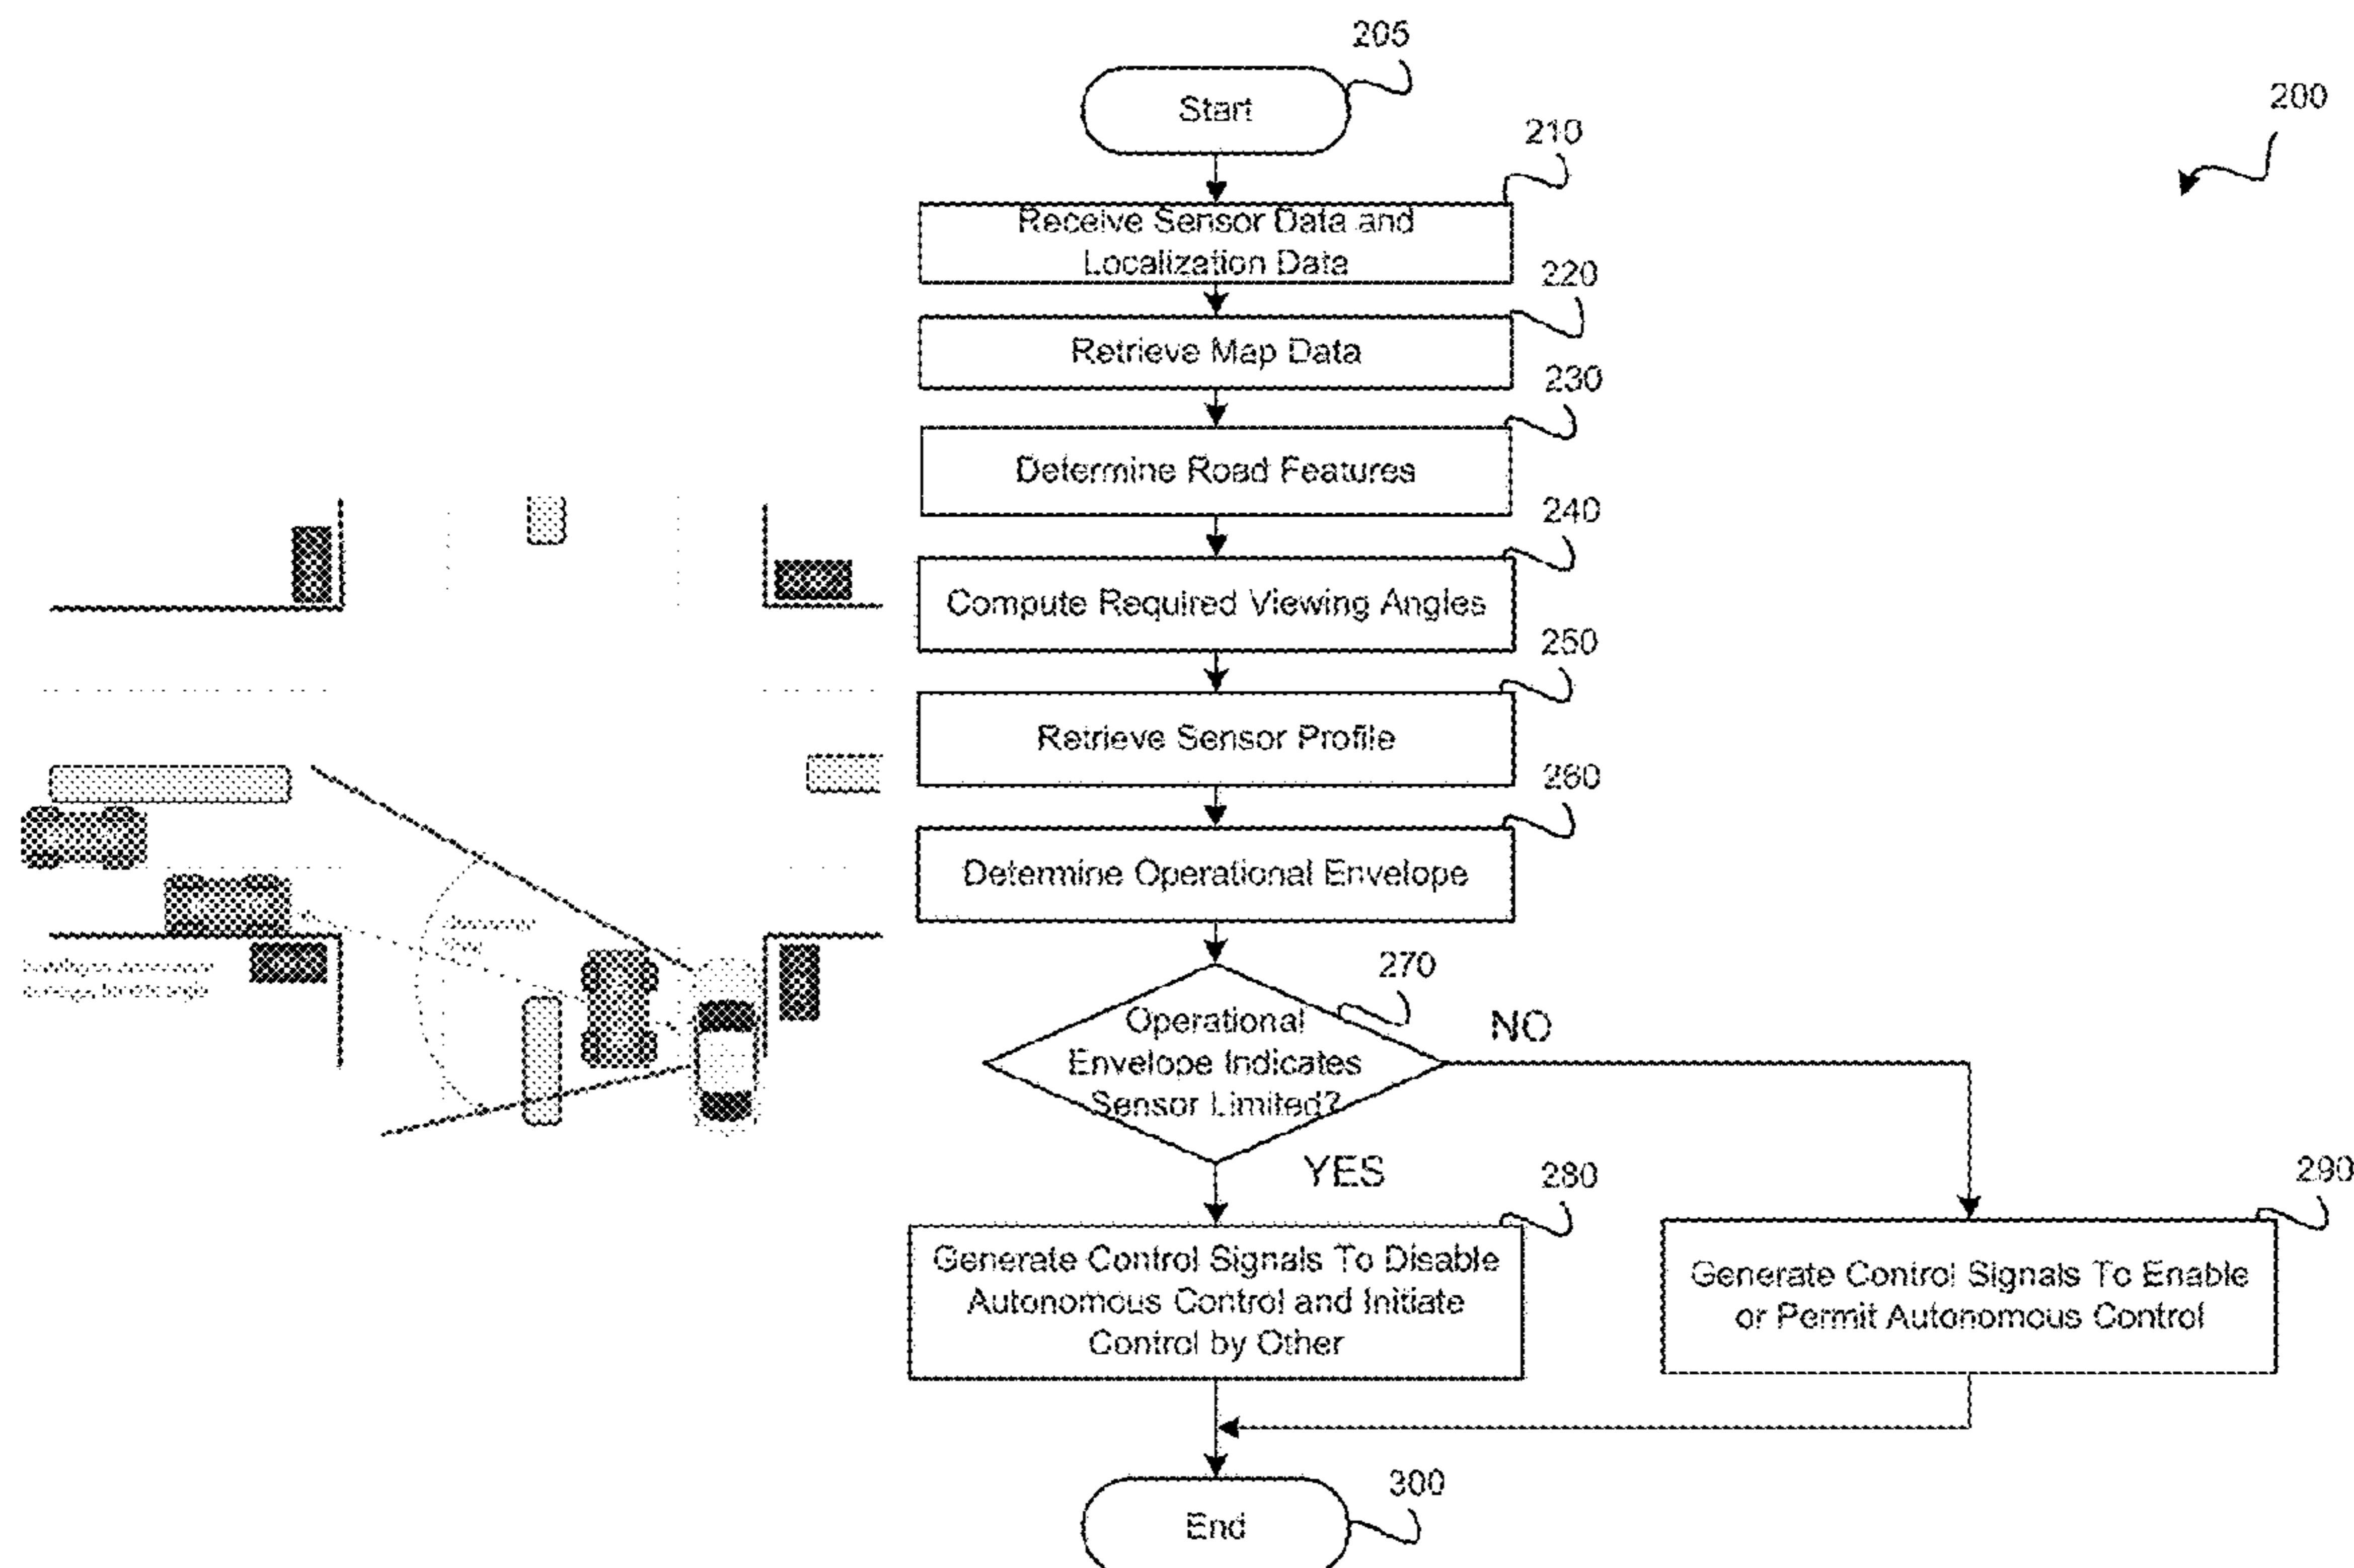 205
Start
200
210
Receive Sensor Data and
Localization Data
220
Retrieve Map Data
230
Determine Road Features
240
Compute Required Viewing Angles
250
Retrieve Sensor Profile
260
Determine Operational Envelope
270
Operational
Envelope Indicates
Sensor Limited?
NO
YES
280
Generate Control Signals To Disable
Autonomous Control and Initiate
Control by Other
290
Generate Control Signals To Enable
or Permit Autonomous Control
300
End